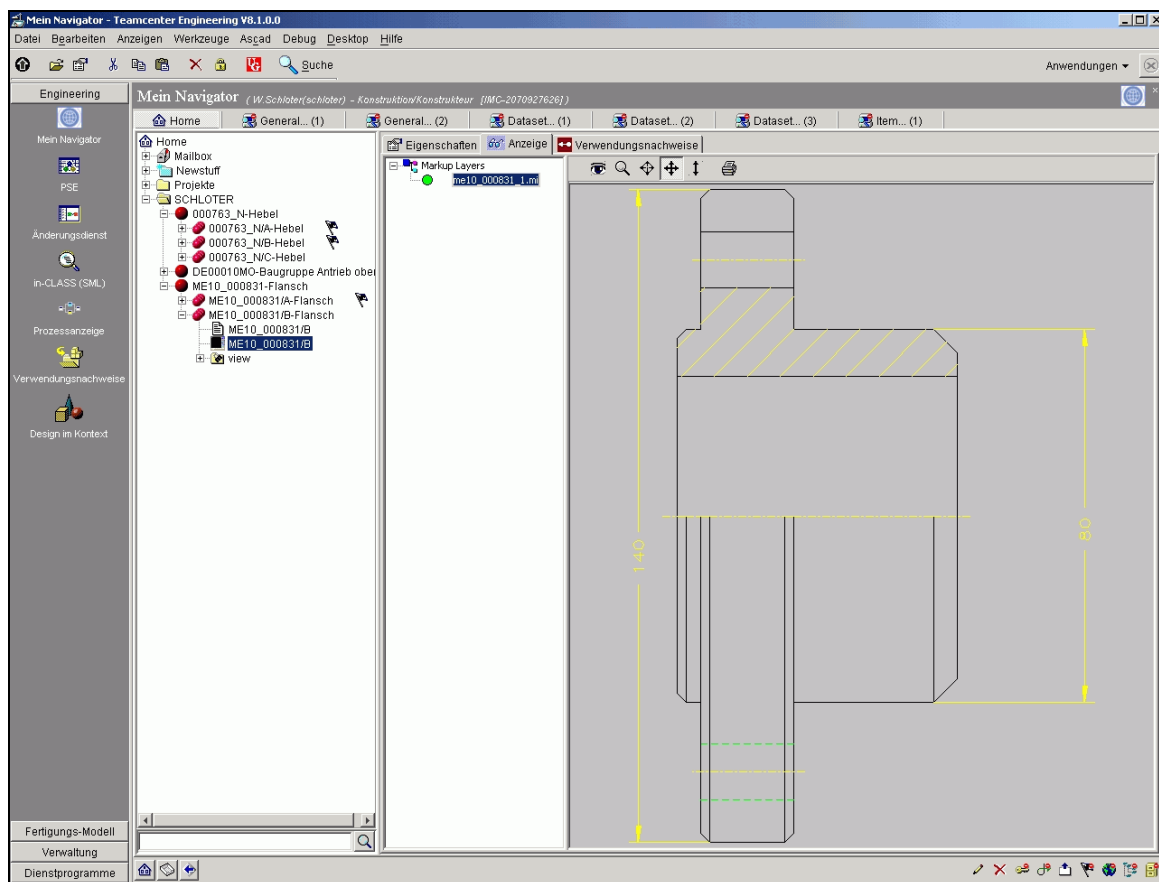 Mein Navigator - Teamcenter Engineering V8.1.0.0
Datei Bearbeiten Anzeigen Werkzeuge Asçad Debug Desktop Hilfe
Suche
Anwendungen
Engineering
Mein Navigator
PSE
Änderungsdienst
in-CLASS (SML)
Prozessanzeige
Verwendungsnachweise
Design im Kontext
Fertigungs-Modell
Verwaltung
Dienstprogramme
Mein Navigator ( W.Schloter(schloter) - Konstruktion/Konstrukteur [IMC-2070927626] )
Home General... (1) General... (2) Dataset... (1) Dataset... (2) Dataset... (3) Item... (1)
Home
Mailbox
Newstuff
Projekte
SCHLOTER
000763_N-Hebel
000763_N/A-Hebel
000763_N/B-Hebel
000763_N/C-Hebel
DE00010MO-Baugruppe Antrieb ober
ME10_000831-Flansch
ME10_000831/A-Flansch
ME10_000831/B-Flansch
ME10_000831/B
ME10_000831/B
view
Eigenschaften Anzeige Verwendungsnachweise
Markup Layers
me10_000831_1.mi
140
80